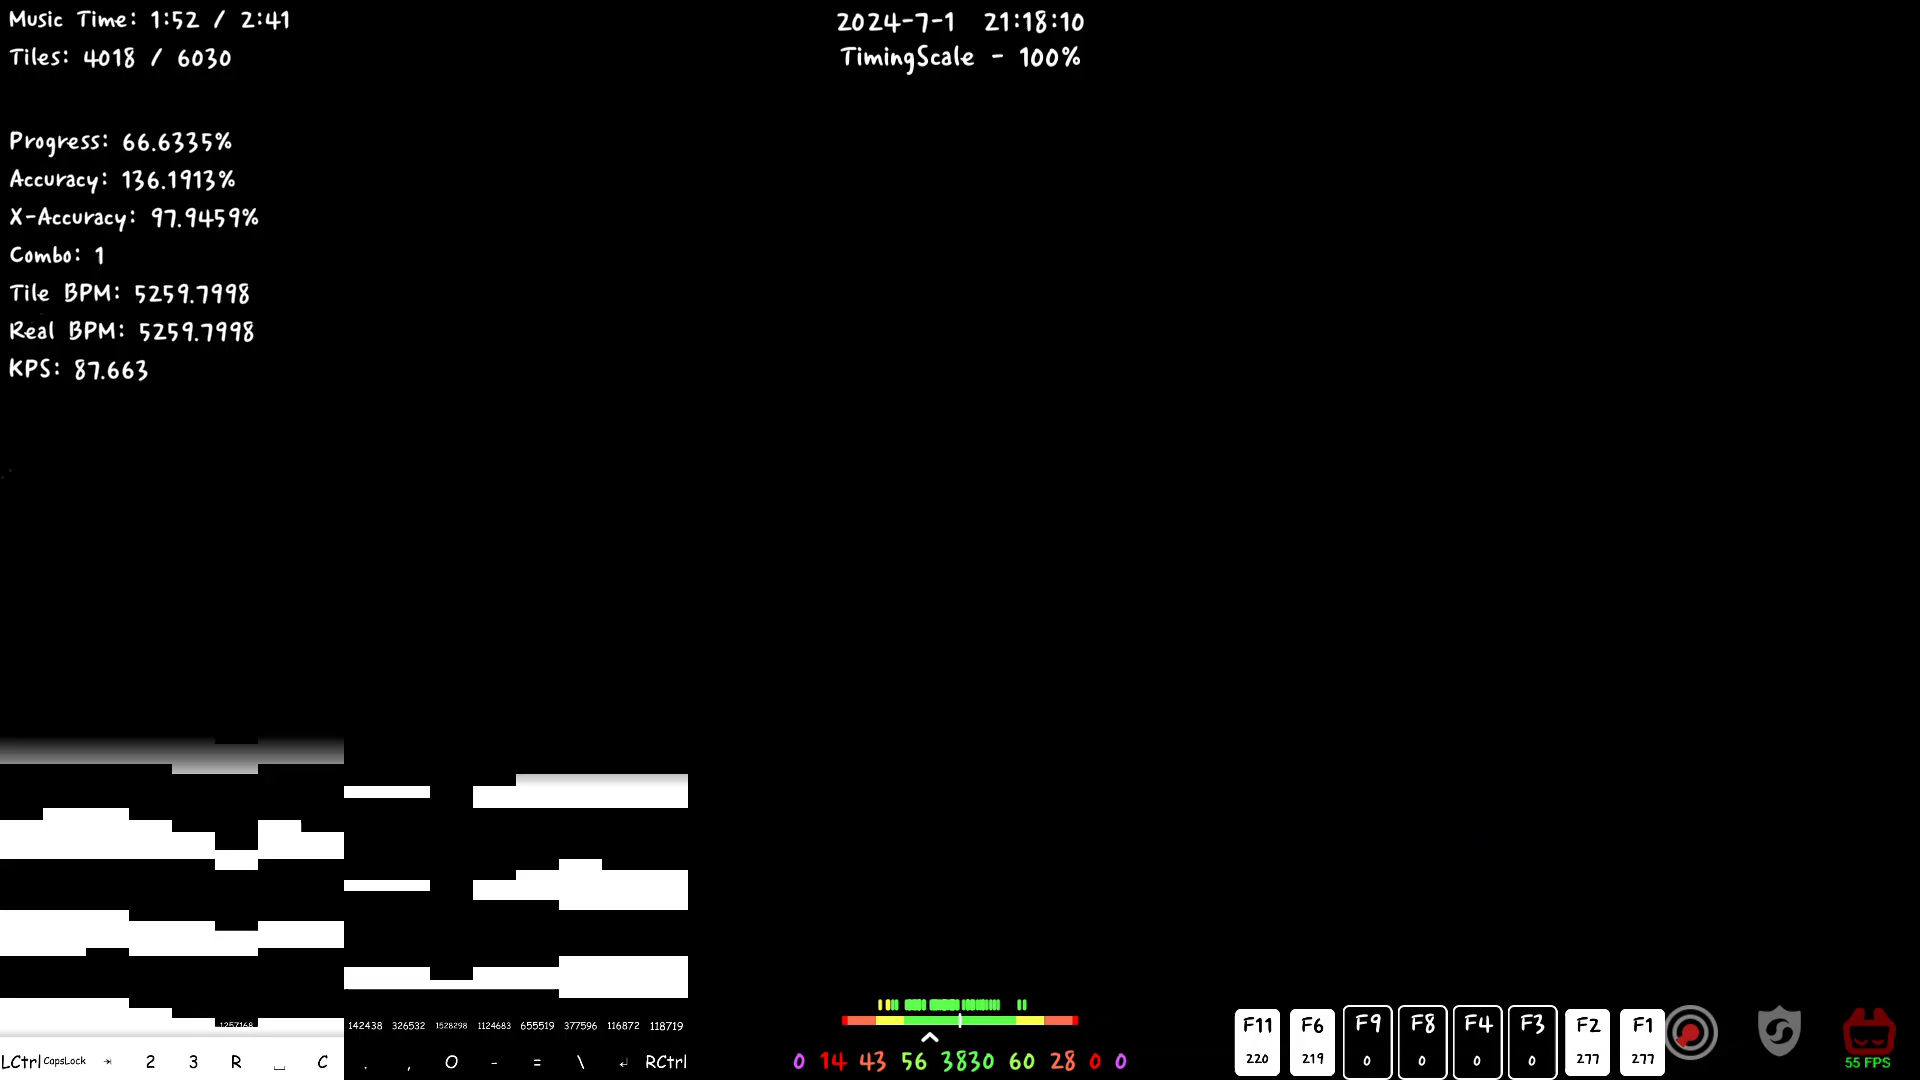 Music Time: 1:52 / 2:41
Tiles: 4018 / 6030
2024-7-1 21:18:10
TimingScale - 100%
Progress: 66.6335%
Accuracy: 136.1913%
X-Accuracy: 97.9459%
Combo: 1
Tile BPM: 5259.7998
Real BPM: 5259.7998
KPS: 87.663
142438 326532 1528298 1124683 655519 377596 116872 118719
LCtrl CapsLock ⇥ 2 3 R ⎵ C . , O - = \ ↵ RCtrl
0 14 43 56 3830 60 28 0 0
F11 F6 F9 F8 F4 F3 F2 F1
220 219 0 0 0 0 277 277
55 FPS